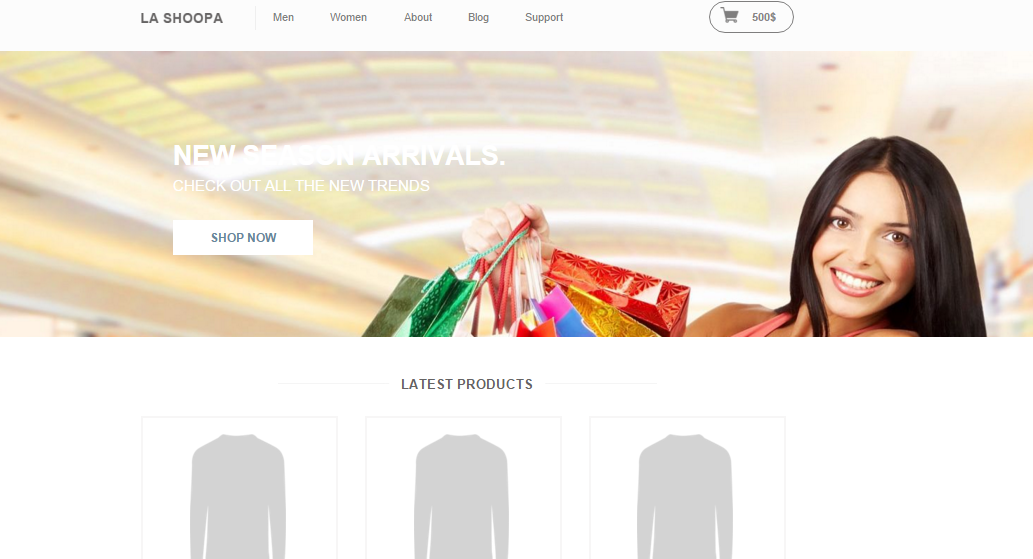 LA SHOOPA
Men
Women
About
Blog
Support
500$
NEW SEASON ARRIVALS.
CHECK OUT ALL THE NEW TRENDS
SHOP NOW
LATEST PRODUCTS